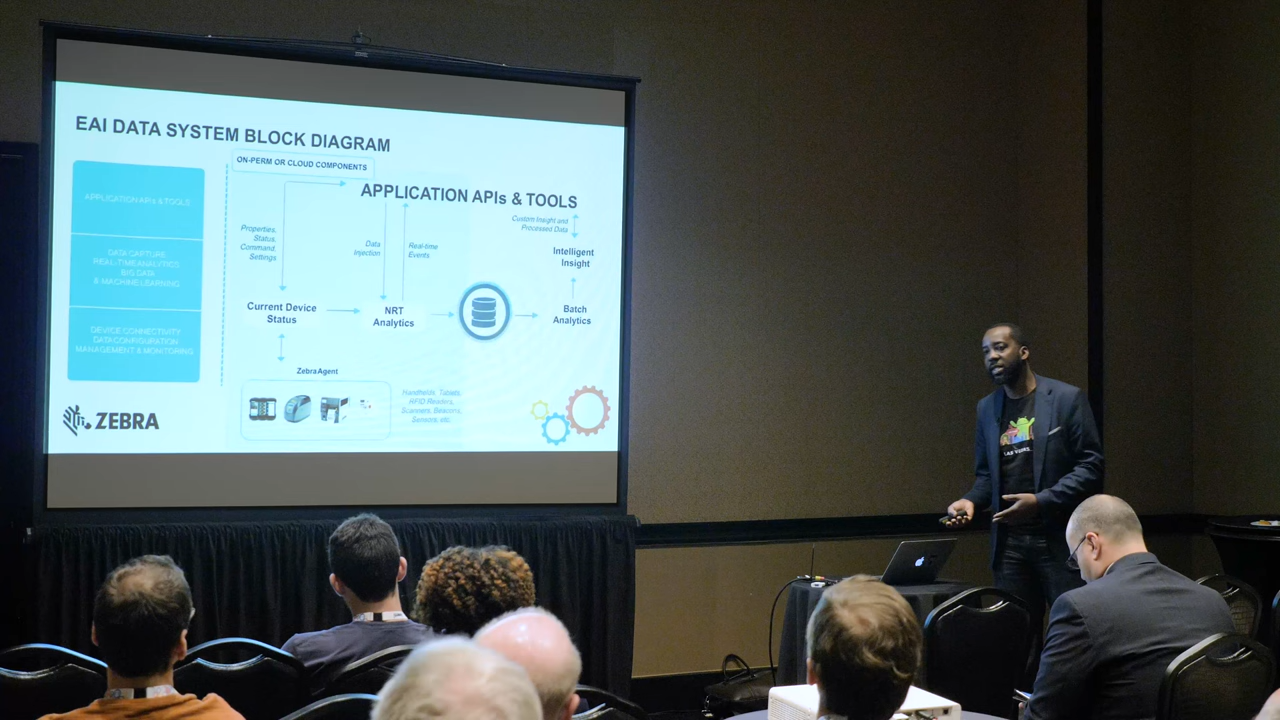 EAI DATA SYSTEM BLOCK DIAGRAM
ON-PERM OR CLOUD COMPONENTS
APPLICATION APIs & TOOLS
APPLICATION APIs & TOOLS
Custom Insight and
Processed Data
Properties,
Status,
Command,
Settings
Data
Injection
Real-time
Events
Intelligent
Insight
DATA CAPTURE
REAL-TIME ANALYTICS
BIG DATA
& MACHINE LEARNING
Current Device
Status
NRT
Analytics
Batch
Analytics
DEVICE CONNECTIVITY
DATA CONFIGURATION
MANAGEMENT & MONITORING
Zebra Agent
Handhelds, Tablets,
RFID Readers,
Scanners, Beacons,
Sensors, etc.
ZEBRA
LAS VEGAS